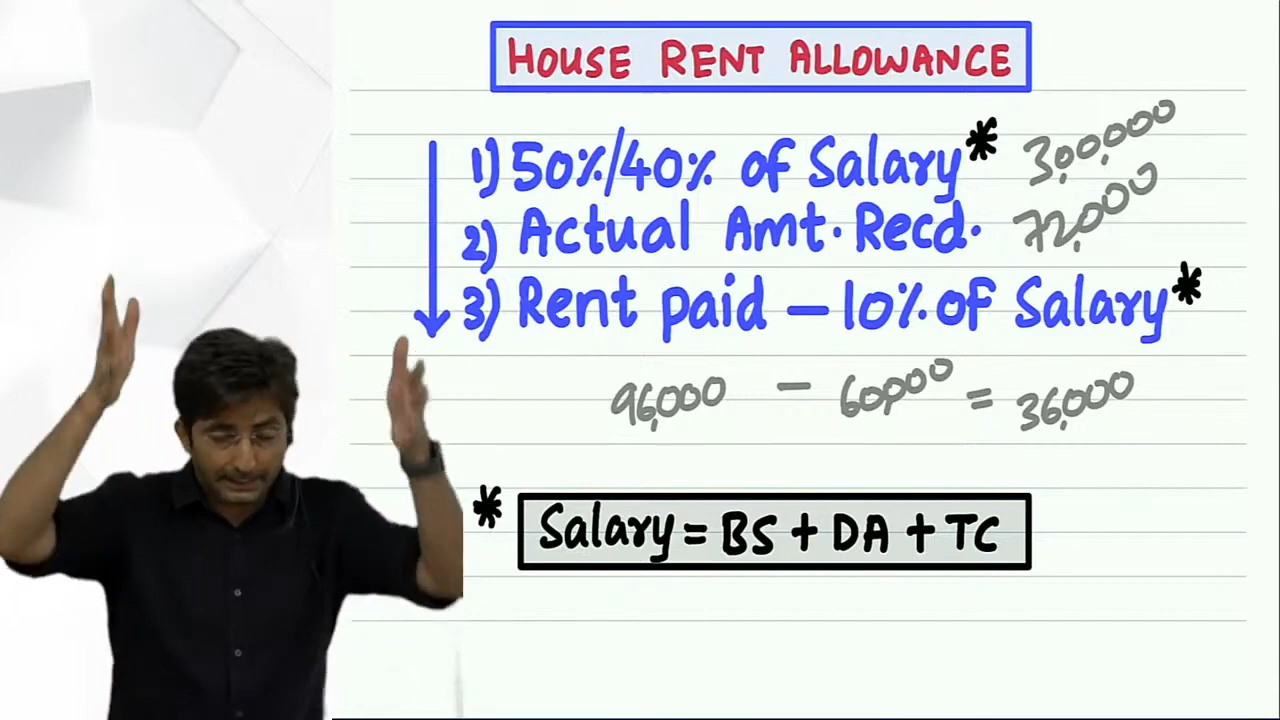 HOUSE RENT ALLOWANCE
1) 50%/40% of Salary* 3,00,000
2) Actual Amt. Recd. 72,000
3) Rent paid – 10% of Salary*
96,000 – 60,000 = 36,000
* Salary = BS + DA + TC